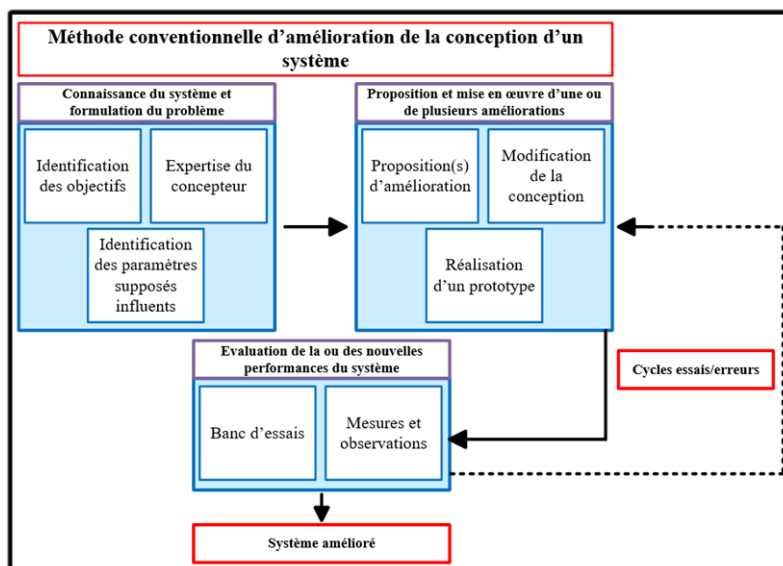 Méthode conventionnelle d’amélioration de la conception d’un
système
Connaissance du système et
formulation du problème
Identification
des objectifs
Expertise du
concepteur
Identification
des paramètres
supposés
influents
Proposition et mise en œuvre d’une ou
de plusieurs améliorations
Proposition(s)
d’amélioration
Modification
de la
conception
Réalisation
d’un prototype
Evaluation de la ou des nouvelles
performances du système
Banc d’essais
Mesures et
observations
Cycles essais/erreurs
Système amélioré